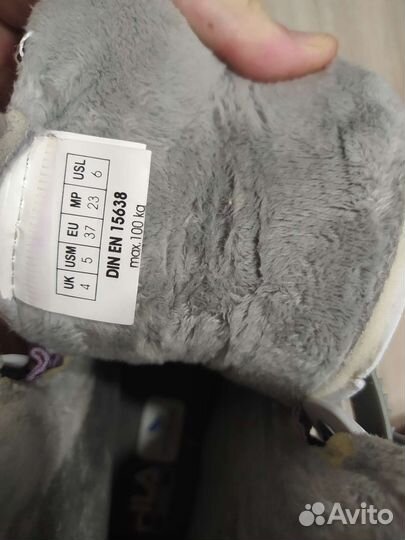 UK USM EU MP USL
4 5 37 23 6
DIN EN 15638
max.100 kg
Avito